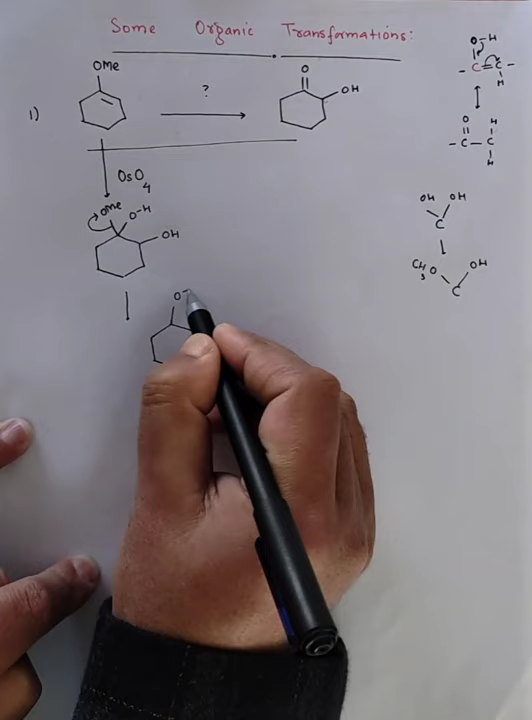 Some Organic Transformations:
O-H
- C = C -
H
OMe
?
O
OH
1)
O H
- C - C -
H
OsO4
OMe O-H
OH
OH OH
C
CH3O OH
C
O